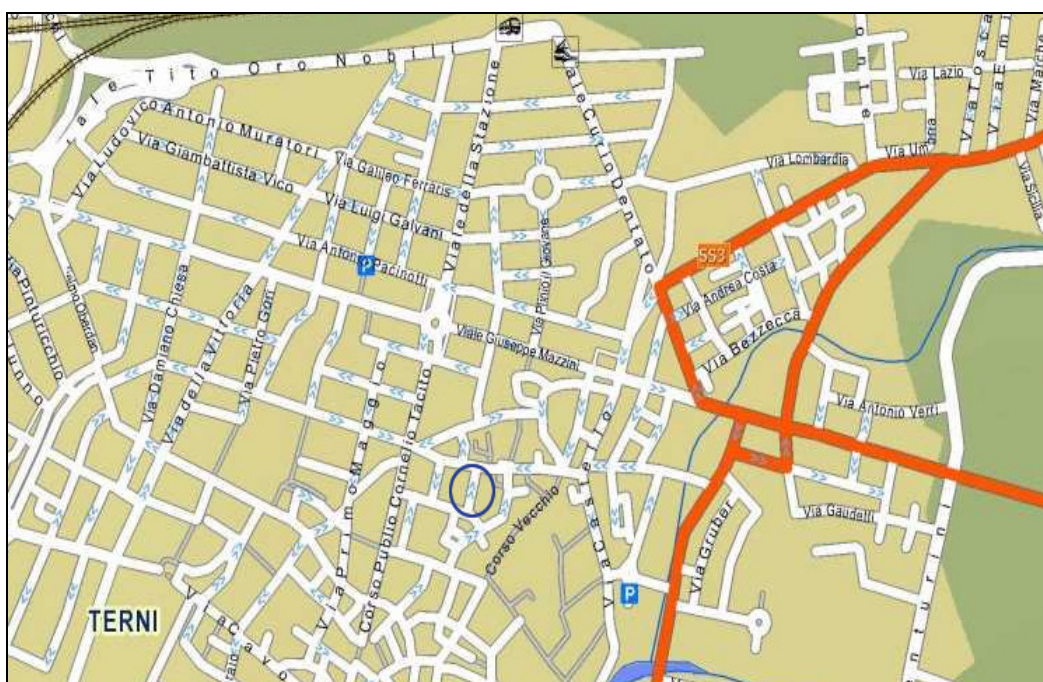 Viale Tito Oro Nobili
Via Lazio
Via Ludovico Antonio Muratori
Via Giambattista Vico
Via Galileo Ferraris
Via Luigi Galvani
Viale della Stazione
Viale Curio Dentato
Via Lombardia
Via Umbria
Via Emi
Via Marche
Via Sicilia
Via Antonio Pacinotti
P
Via Plinio il Giovane
SS3
Via Andrea Costa
Via Bezzecca
Viale Giuseppe Mazzini
Via Pinturicchio
Via Damiano Chiesa
Via della Vittoria
Via Pietro Gori
Via Primo Maggio
Corso Publio Cornelio Tacito
Via Antonio Verri
Corso Vecchio
Via Castello
Via Gaudelli
Via Gruber
P
TERNI
Via Cavo